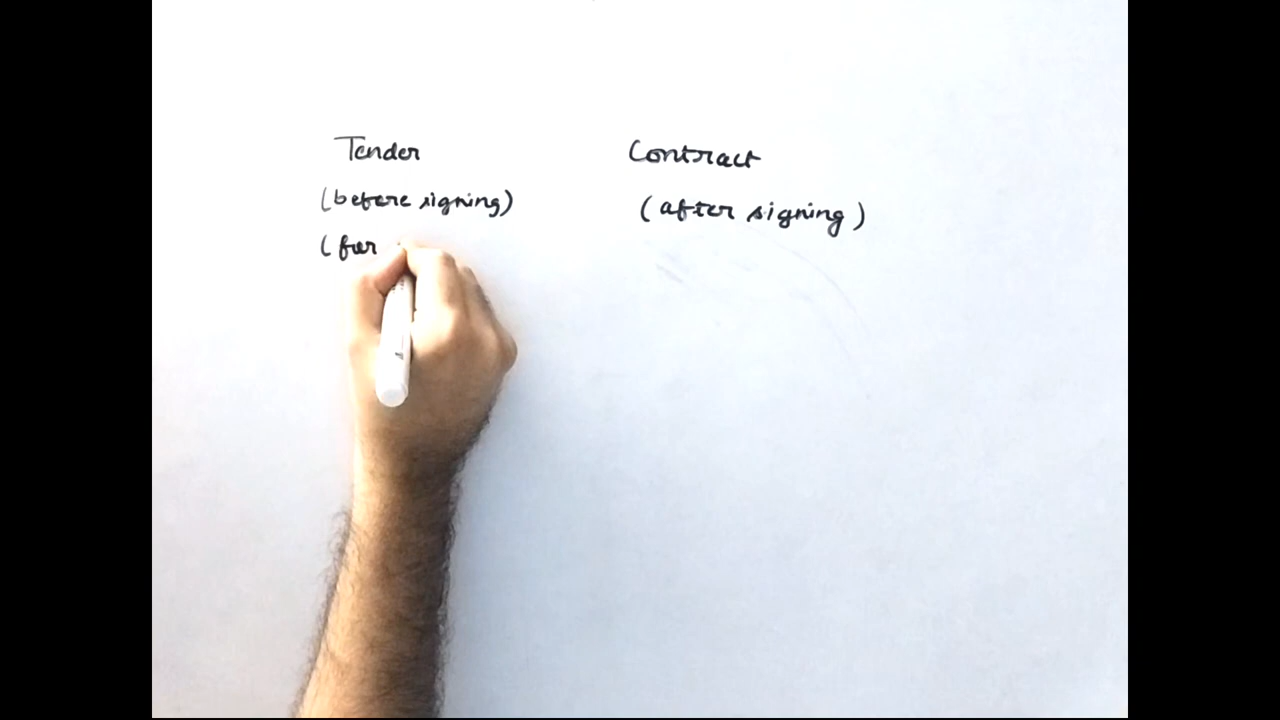 Tender
(before signing)
(for
Contract
(after signing)